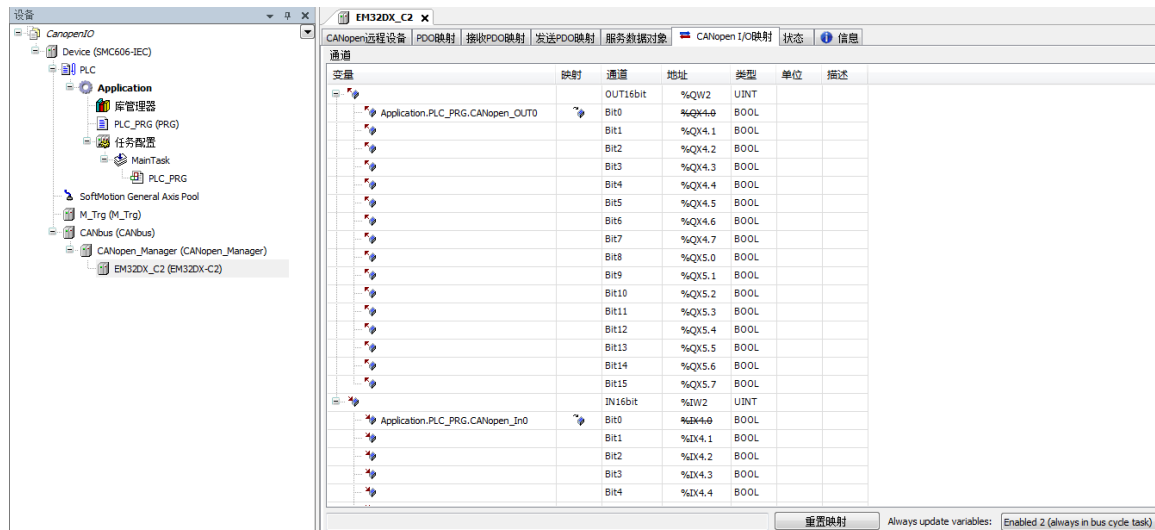 设备
CanopenIO
Device (SMC606-IEC)
PLC
Application
库管理器
PLC_PRG (PRG)
任务配置
MainTask
PLC_PRG
SoftMotion General Axis Pool
M_Trg (M_Trg)
CANbus (CANbus)
CANopen_Manager (CANopen_Manager)
EM32DX_C2 (EM32DX-C2)
EM32DX_C2
CANopen远程设备 PDO映射 接收PDO映射 发送PDO映射 服务数据对象 CANopen I/O映射 状态 信息
通道
变量 映射 通道 地址 类型 单位 描述
OUT16bit %QW2 UINT
Application.PLC_PRG.CANopen_OUT0 Bit0 %QX4.0 BOOL
Bit1 %QX4.1 BOOL
Bit2 %QX4.2 BOOL
Bit3 %QX4.3 BOOL
Bit4 %QX4.4 BOOL
Bit5 %QX4.5 BOOL
Bit6 %QX4.6 BOOL
Bit7 %QX4.7 BOOL
Bit8 %QX5.0 BOOL
Bit9 %QX5.1 BOOL
Bit10 %QX5.2 BOOL
Bit11 %QX5.3 BOOL
Bit12 %QX5.4 BOOL
Bit13 %QX5.5 BOOL
Bit14 %QX5.6 BOOL
Bit15 %QX5.7 BOOL
IN16bit %IW2 UINT
Application.PLC_PRG.CANopen_In0 Bit0 %IX4.0 BOOL
Bit1 %IX4.1 BOOL
Bit2 %IX4.2 BOOL
Bit3 %IX4.3 BOOL
Bit4 %IX4.4 BOOL
重置映射 Always update variables: Enabled 2 (always in bus cycle task)